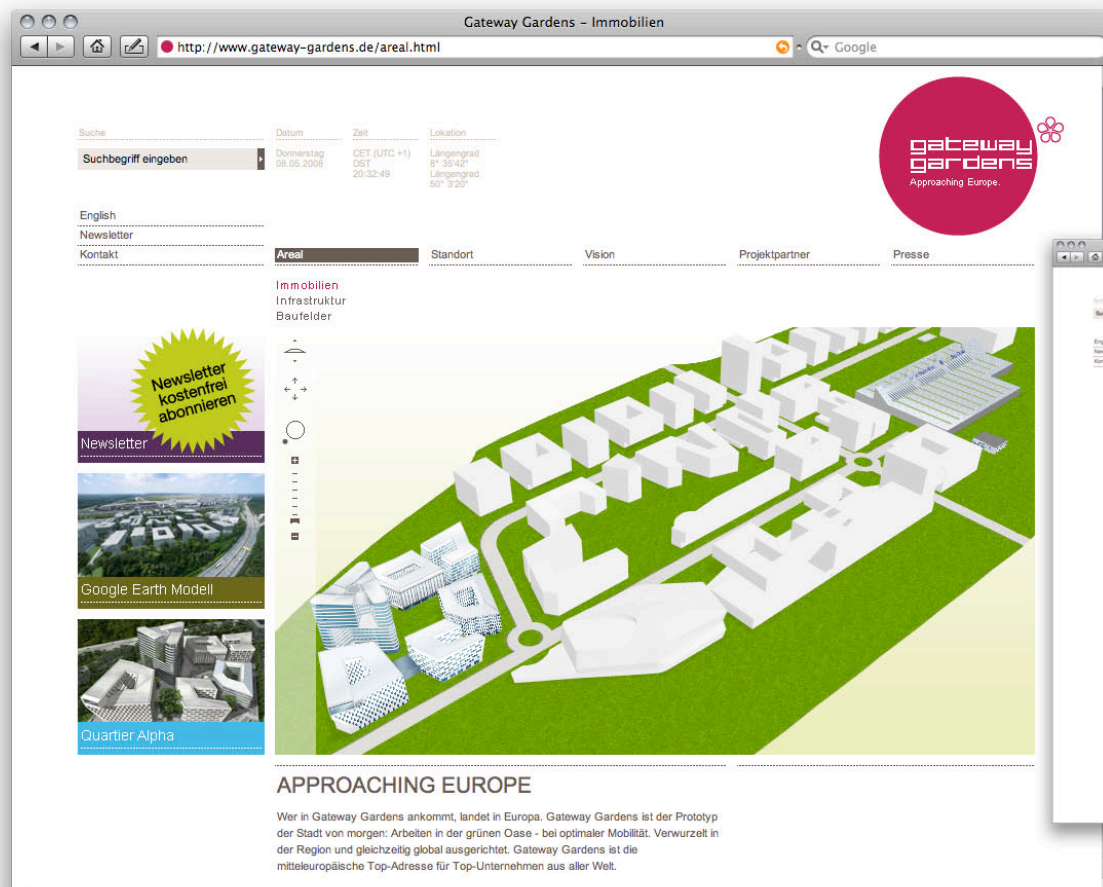 Gateway Gardens – Immobilien
http://www.gateway-gardens.de/areal.html
Google
Suche
Suchbegriff eingeben
Datum
Donnerstag
08.05.2008
Zeit
CET (UTC +1)
DST
20:32:49
Lokation
Längengrad
8° 35'42"
Längengrad
50° 3'20"
gateway
gardens
Approaching Europe.
English
Newsletter
Kontakt
Areal
Standort
Vision
Projektpartner
Presse
Immobilien
Infrastruktur
Baufelder
Newsletter
kostenfrei
abonnieren
Newsletter
Google Earth Modell
Quartier Alpha
APPROACHING EUROPE
Wer in Gateway Gardens ankommt, landet in Europa. Gateway Gardens ist der Prototyp
der Stadt von morgen: Arbeiten in der grünen Oase - bei optimaler Mobilität. Verwurzelt in
der Region und gleichzeitig global ausgerichtet. Gateway Gardens ist die
mitteleuropäische Top-Adresse für Top-Unternehmen aus aller Welt.